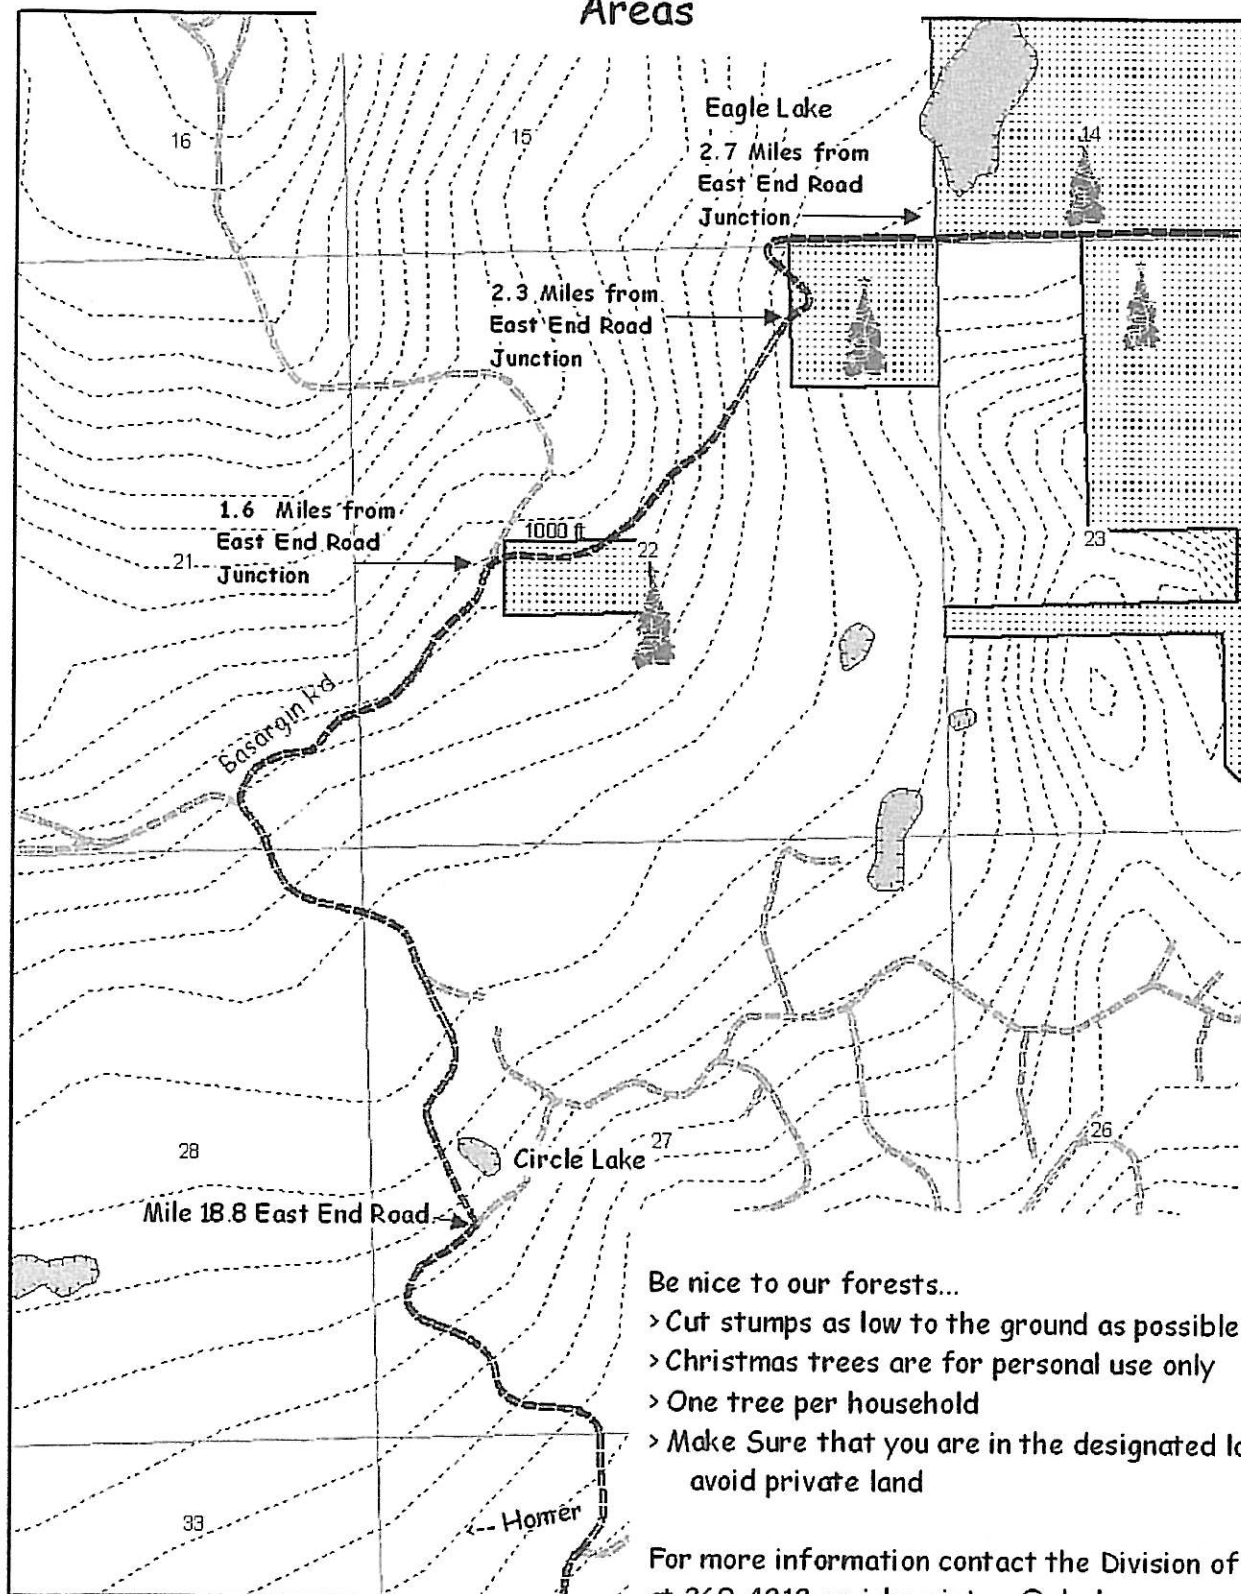 Areas
16
15
Eagle Lake
14
2.7 Miles from
East End Road
Junction
2.3 Miles from
East End Road
Junction
1.6 Miles from
East End Road
Junction
1000 ft
22
21
23
Basargin Rd
28
Circle Lake
27
26
Mile 18.8 East End Road
33
Homer
Be nice to our forests...
> Cut stumps as low to the ground as possible
> Christmas trees are for personal use only
> One tree per household
> Make Sure that you are in the designated
avoid private land
For more information contact the Division of